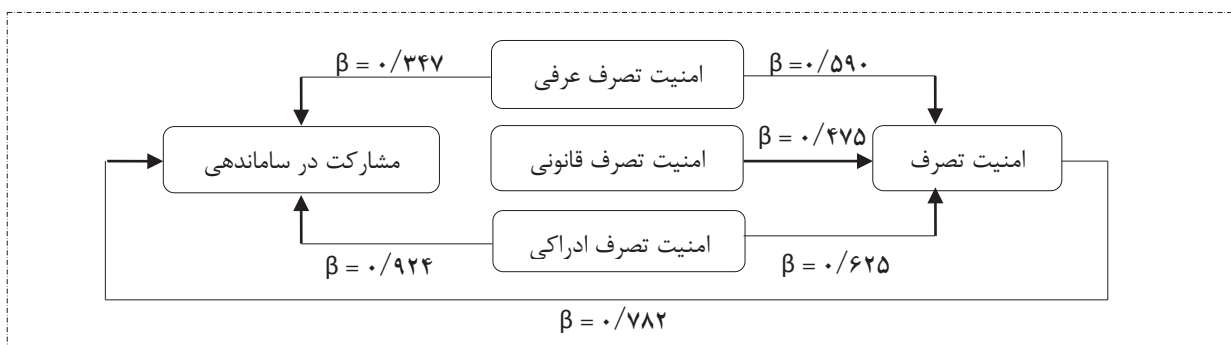 β =۰/۵۹۰
امنیت تصرف عرفی
β = ۰/۳۴۷
امنیت تصرف
β = ۰/۴۷۵
امنیت تصرف قانونی
مشارکت در ساماندهی
β = ۰/۶۲۵
امنیت تصرف ادراکی
β = ۰/۹۲۴
β = ۰/۷۸۲